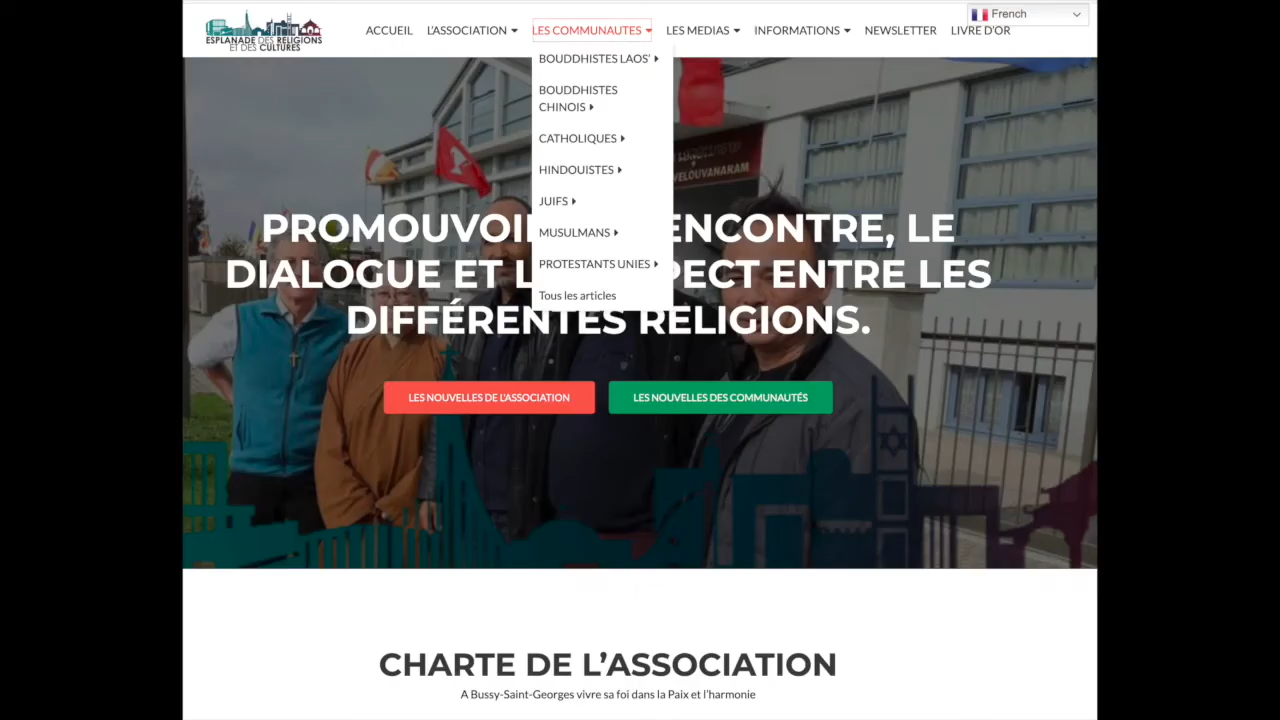 ESPLANADE DES RELIGIONS
ET DES CULTURES
ACCUEIL
L'ASSOCIATION
LES COMMUNAUTES
LES MEDIAS
INFORMATIONS
NEWSLETTER
LIVRE D'OR
French
BOUDDHISTES LAOS'
BOUDDHISTES
CHINOIS
CATHOLIQUES
HINDOUISTES
JUIFS
MUSULMANS
PROTESTANTS UNIES
Tous les articles
VELOUVANARAM
PROMOUVOI ENCONTRE, LE
DIALOGUE ET L PECT ENTRE LES
DIFFÉRENTES RELIGIONS.
LES NOUVELLES DE L'ASSOCIATION
LES NOUVELLES DES COMMUNAUTÉS
CHARTE DE L’ASSOCIATION
A Bussy-Saint-Georges vivre sa foi dans la Paix et l’harmonie